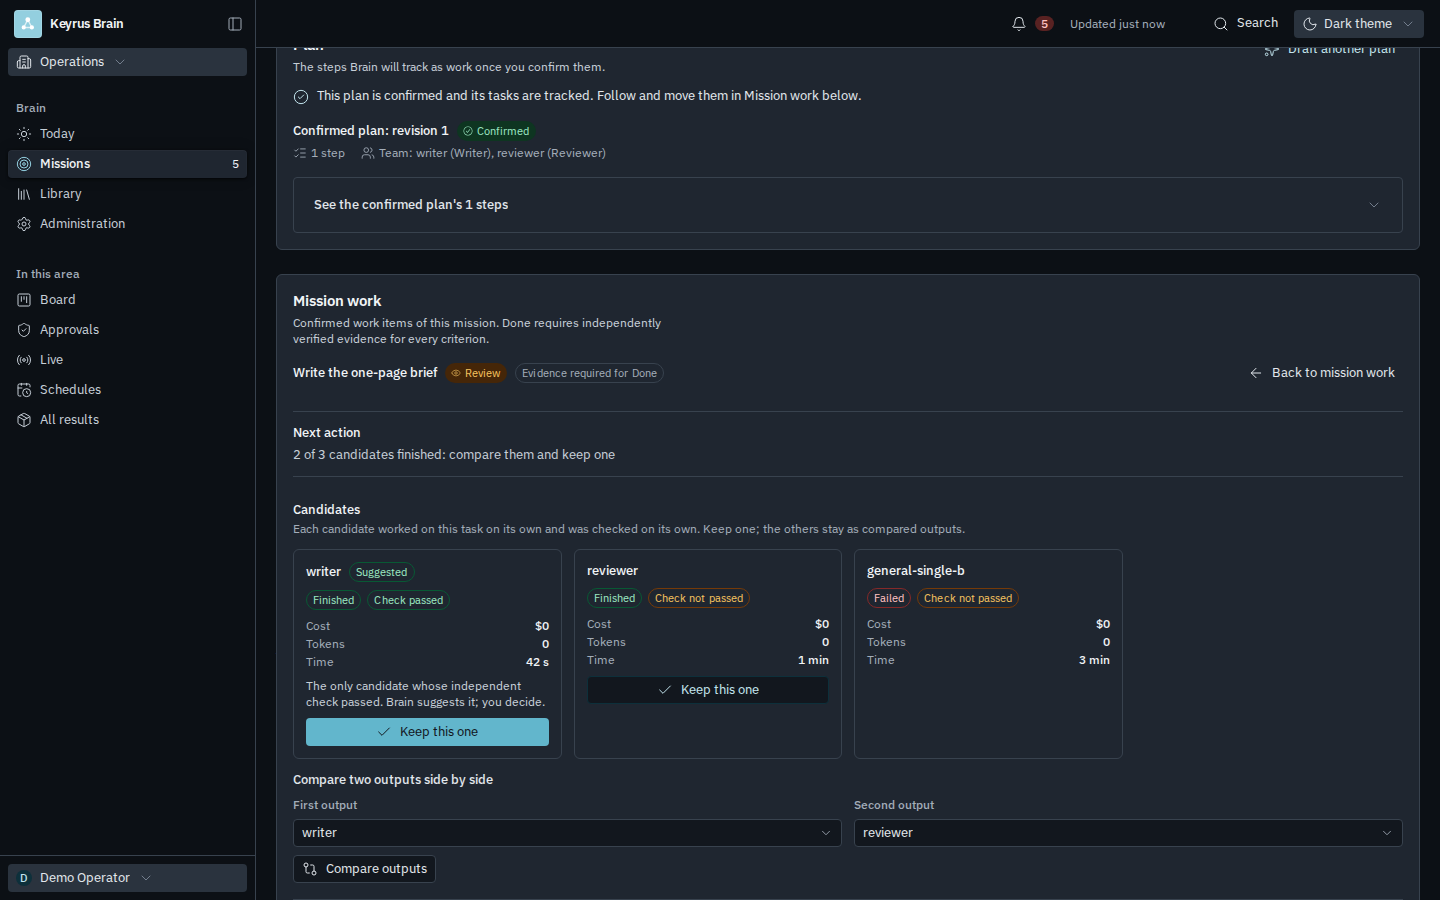 Keyrus Brain
5
Updated just now
Search
Dark theme
Operations
Brain
Today
Missions
5
Library
Administration
In this area
Board
Approvals
Live
Schedules
All results
D
Demo Operator
Plan
Draft another plan
The steps Brain will track as work once you confirm them.
This plan is confirmed and its tasks are tracked. Follow and move them in Mission work below.
Confirmed plan: revision 1
Confirmed
1 step
Team: writer (Writer), reviewer (Reviewer)
See the confirmed plan's 1 steps
Mission work
Confirmed work items of this mission. Done requires independently
verified evidence for every criterion.
Write the one-page brief
Review
Evidence required for Done
Back to mission work
Next action
2 of 3 candidates finished: compare them and keep one
Candidates
Each candidate worked on this task on its own and was checked on its own. Keep one; the others stay as compared outputs.
writer
Suggested
Finished
Check passed
Cost $0
Tokens 0
Time 42 s
The only candidate whose independent
check passed. Brain suggests it; you decide.
Keep this one
reviewer
Finished
Check not passed
Cost $0
Tokens 0
Time 1 min
Keep this one
general-single-b
Failed
Check not passed
Cost $0
Tokens 0
Time 3 min
Compare two outputs side by side
First output
writer
Second output
reviewer
Compare outputs